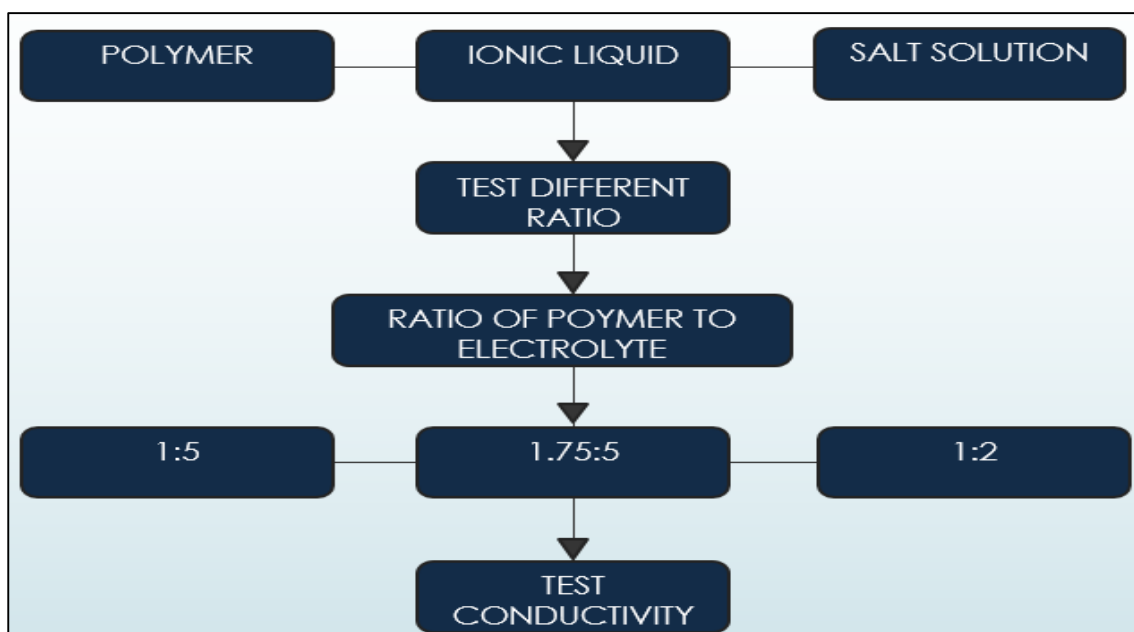 POLYMER
IONIC LIQUID
SALT SOLUTION
TEST DIFFERENT
RATIO
RATIO OF POYMER TO
ELECTROLYTE
1:5
1.75:5
1:2
TEST
CONDUCTIVITY